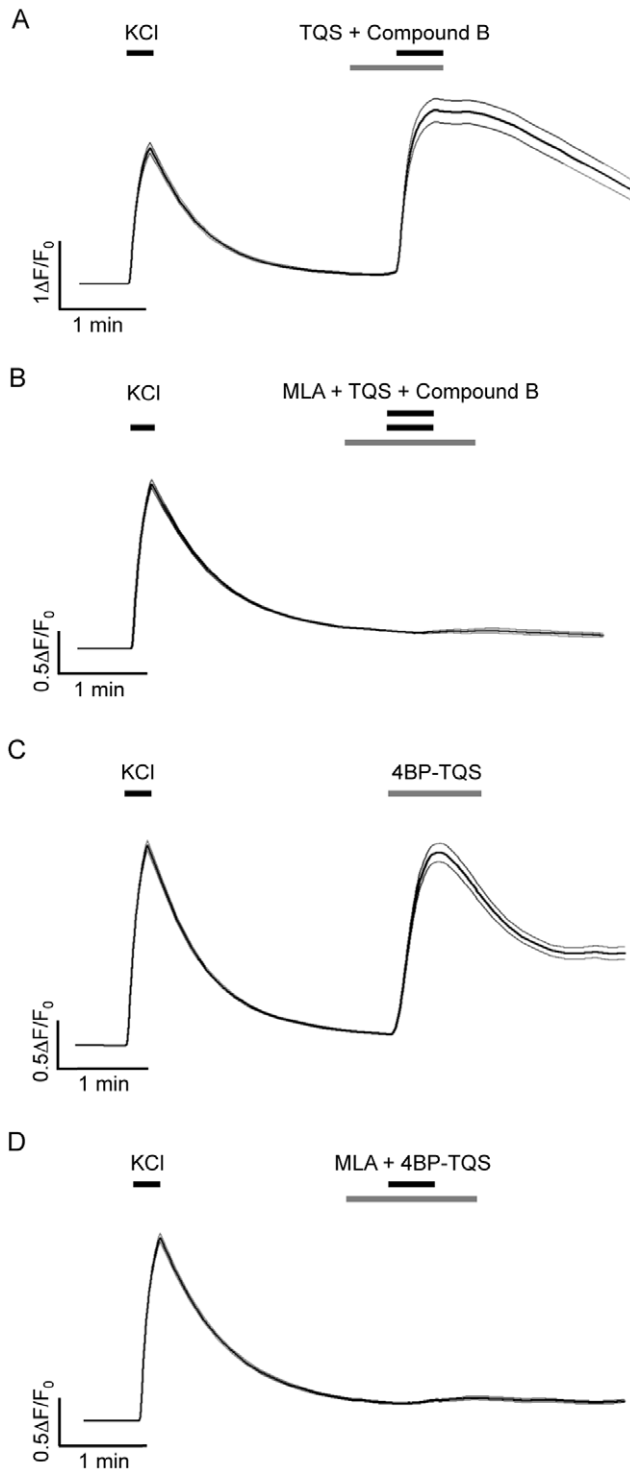 A
KCl
TQS + Compound B
1ΔF/F0
1 min
B
KCl
MLA + TQS + Compound B
0.5ΔF/F0
1 min
C
KCl
4BP-TQS
0.5ΔF/F0
1 min
D
KCl
MLA + 4BP-TQS
0.5ΔF/F0
1 min